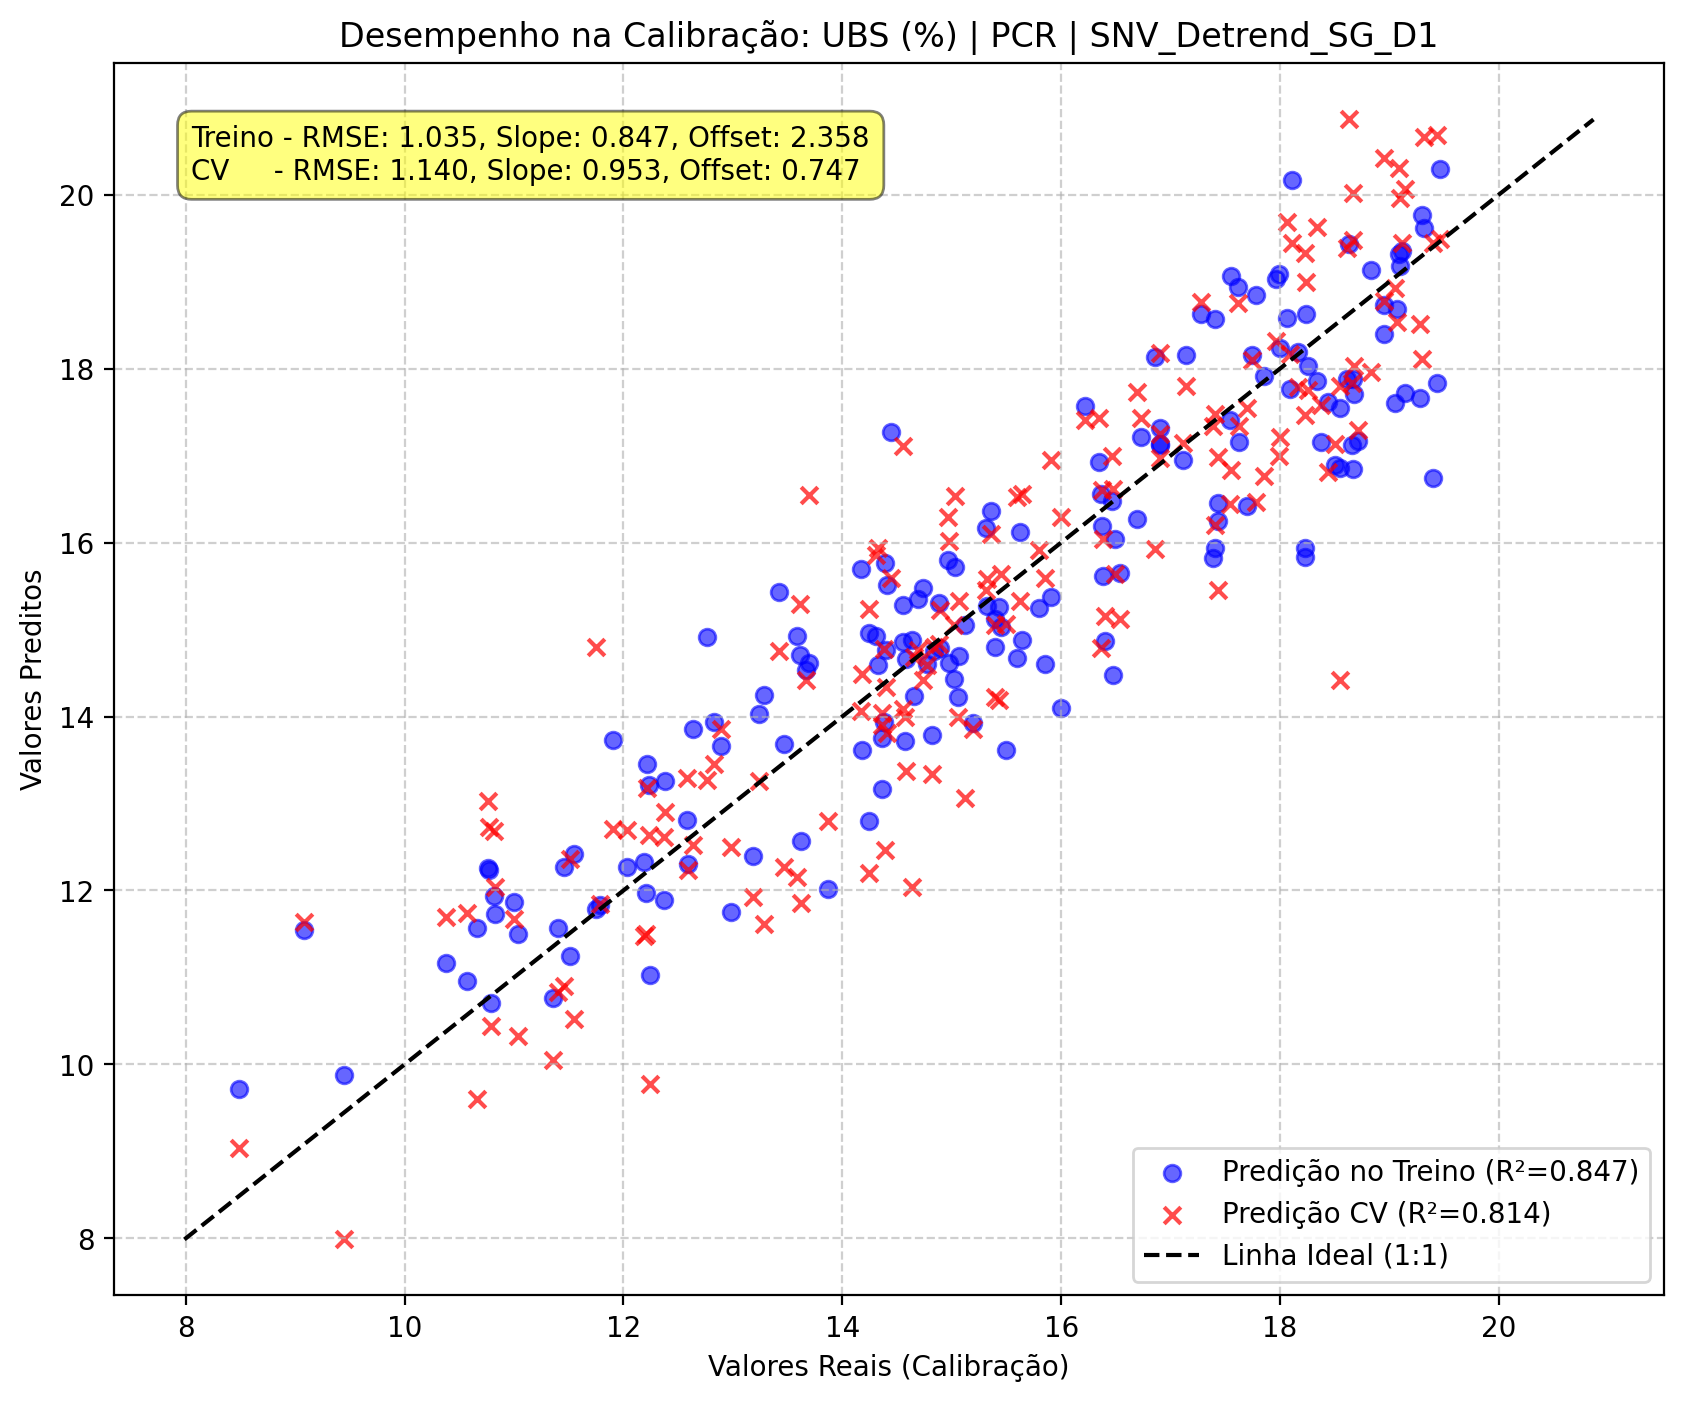 Desempenho na Calibração: UBS (%) | PCR | SNV_Detrend_SG_D1
Treino - RMSE: 1.035, Slope: 0.847, Offset: 2.358
CV     - RMSE: 1.140, Slope: 0.953, Offset: 0.747
Valores Preditos
20
18
16
14
12
10
8
Predição no Treino (R²=0.847)
Predição CV (R²=0.814)
Linha Ideal (1:1)
8 10 12 14 16 18 20
Valores Reais (Calibração)